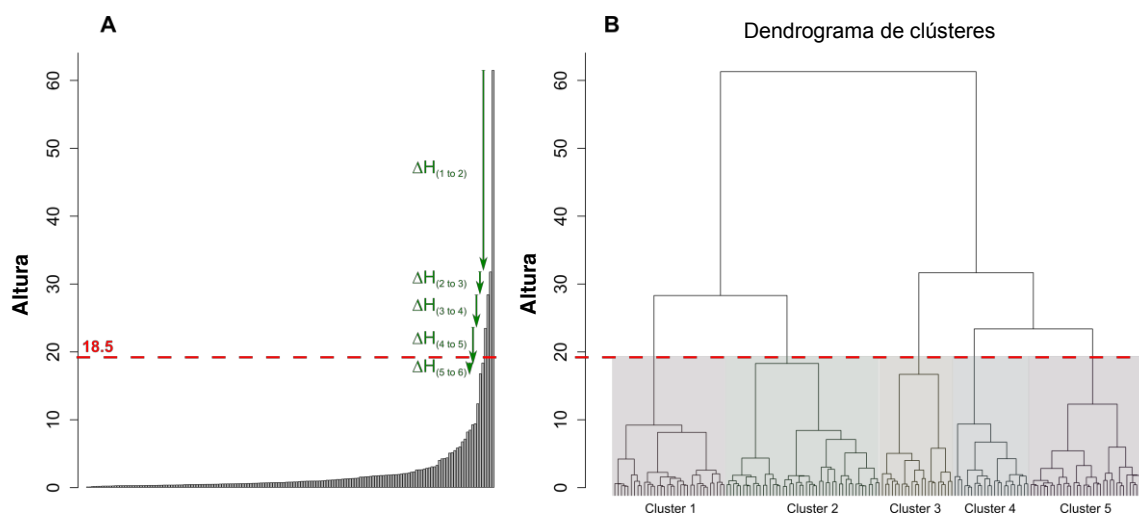 A
Altura
60
50
40
30
20
10
0
ΔH(1 to 2)
ΔH(2 to 3)
ΔH(3 to 4)
ΔH(4 to 5)
ΔH(5 to 6)
18.5
B
Dendrograma de clústeres
Altura
60
50
40
30
20
10
0
Cluster 1
Cluster 2
Cluster 3
Cluster 4
Cluster 5